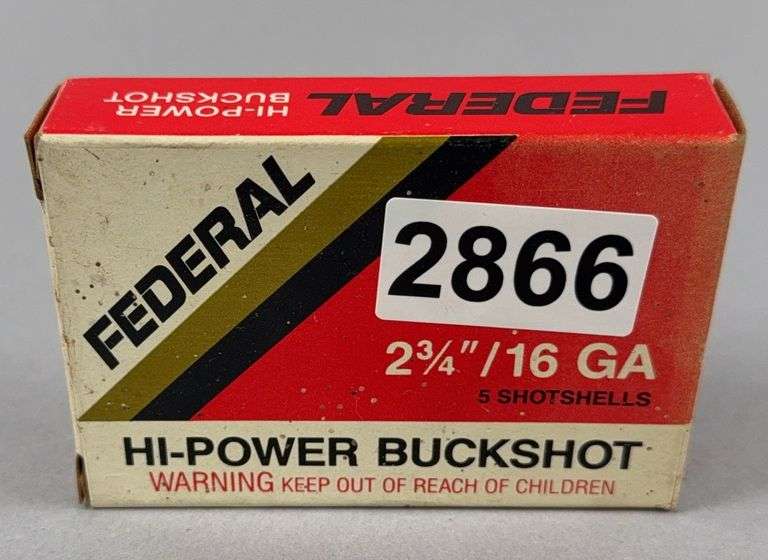 FEDERAL
HI-POWER
BUCKSHOT
FEDERAL
2866
2¾"/16 GA
5 SHOTSHELLS
HI-POWER BUCKSHOT
WARNING KEEP OUT OF REACH OF CHILDREN